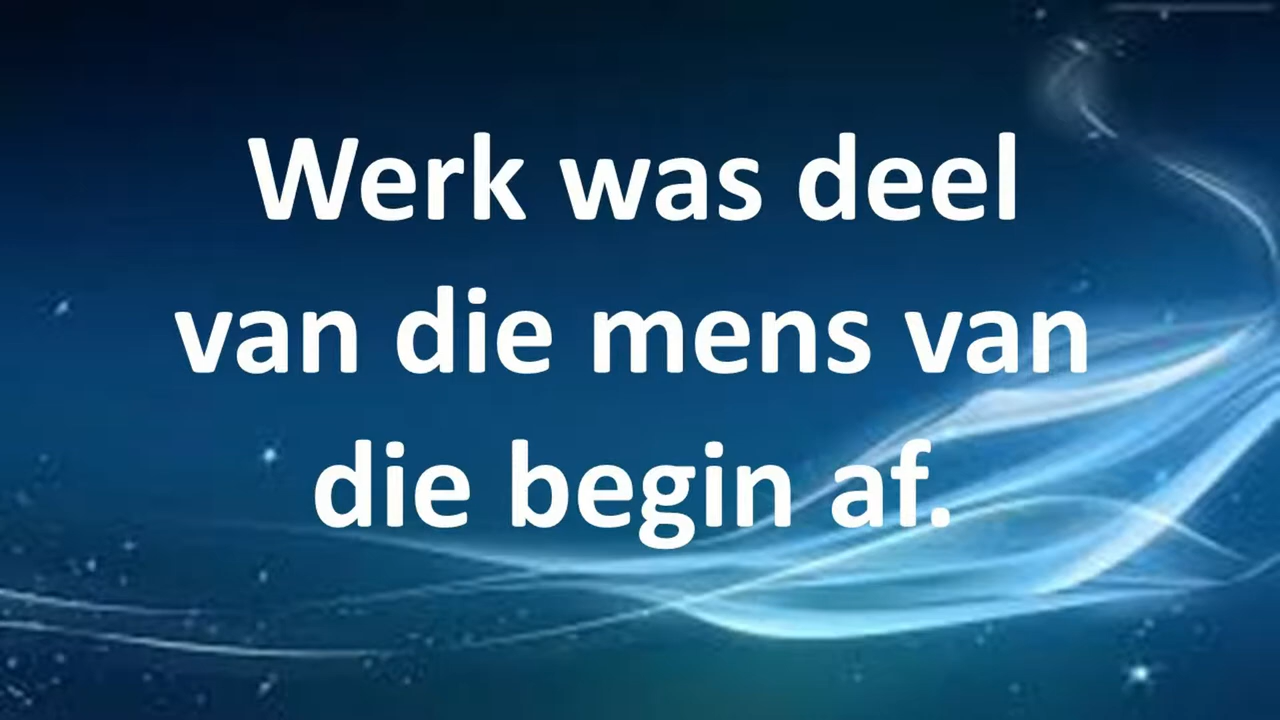 Werk was deel
van die mens van
die begin af.